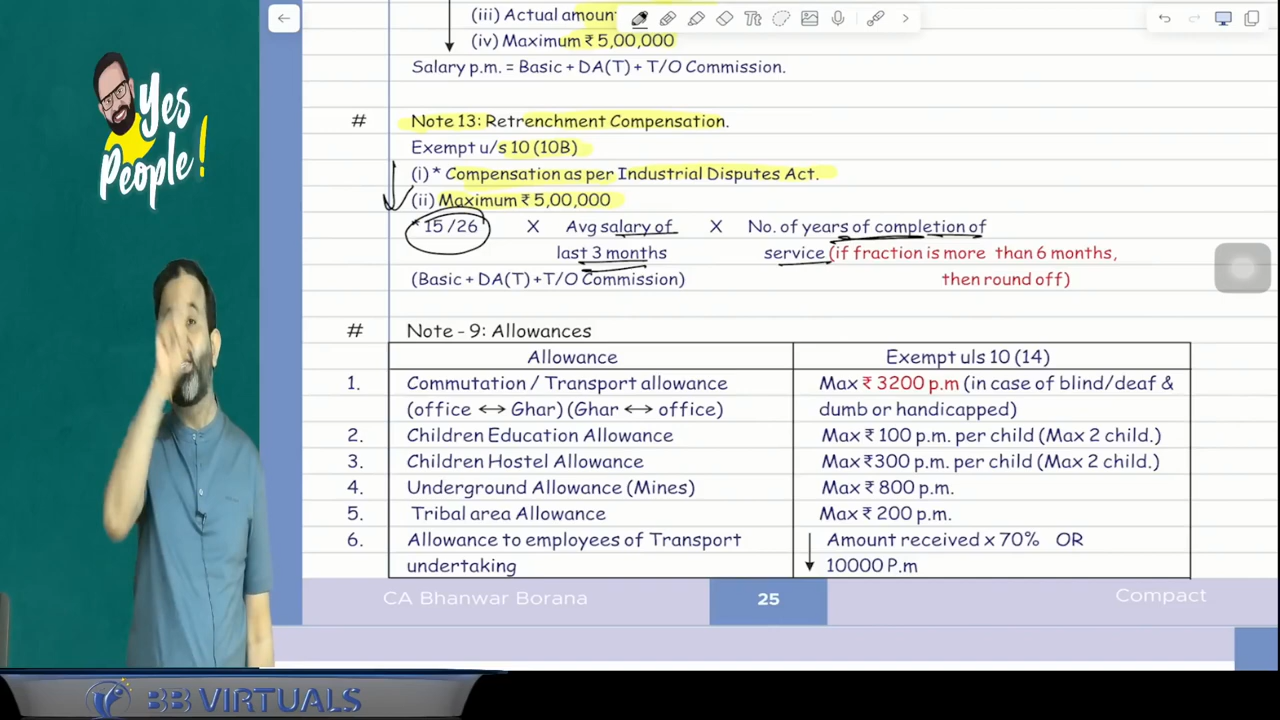 (iii) Actual amount
(iv) Maximum ₹ 5,00,000
Salary p.m. = Basic + DA(T) + T/O Commission.
Yes
People!
# Note 13: Retrenchment Compensation.
Exempt u/s 10 (10B)
(i) * Compensation as per Industrial Disputes Act.
(ii) Maximum ₹ 5,00,000
* 15/26 X Avg salary of X No. of years of completion of
last 3 months service (if fraction is more than 6 months,
(Basic + DA(T) + T/O Commission) then round off)
# Note - 9: Allowances
Allowance Exempt uls 10 (14)
1. Commutation / Transport allowance Max ₹ 3200 p.m (in case of blind/deaf &
(office ↔ Ghar) (Ghar ↔ office) dumb or handicapped)
2. Children Education Allowance Max ₹ 100 p.m. per child (Max 2 child.)
3. Children Hostel Allowance Max ₹300 p.m. per child (Max 2 child.)
4. Underground Allowance (Mines) Max ₹ 800 p.m.
5. Tribal area Allowance Max ₹ 200 p.m.
6. Allowance to employees of Transport Amount received x 70% OR
undertaking 10000 P.m
CA Bhanwar Borana 25 Compact
BB VIRTUALS